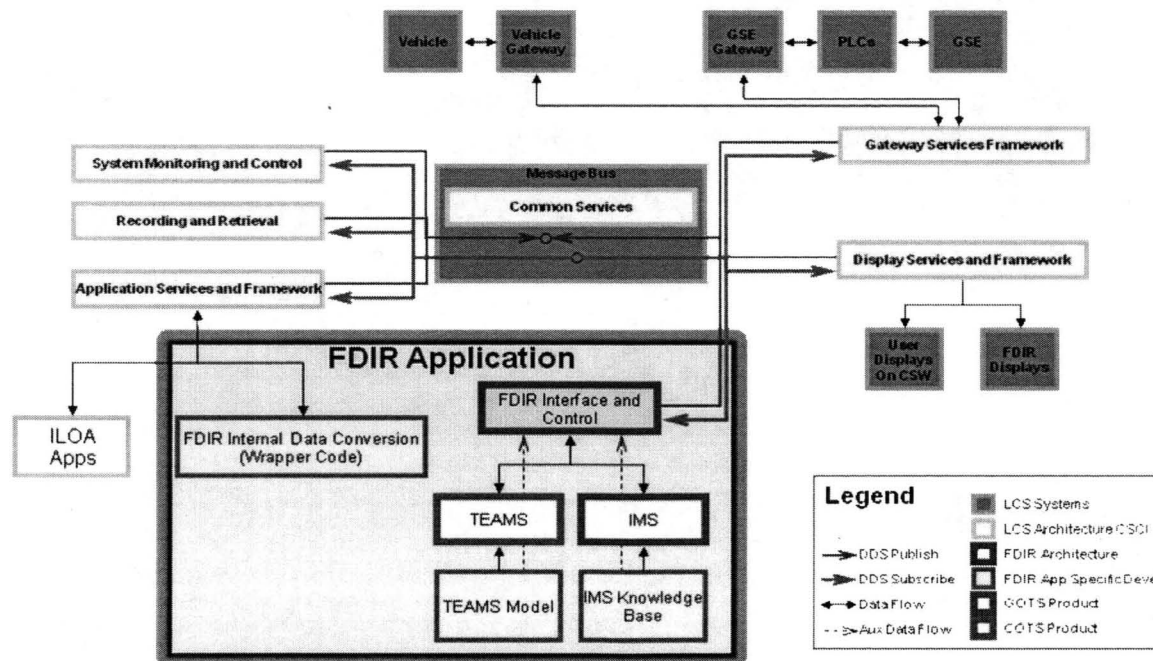 Vehicle
Vehicle
Gateway
GSE
Gateway
PLCs
GSE
System Monitoring and Control
Message Bus
Gateway Services Framework
Common Services
Recording and Retrieval
Display Services and Framework
Application Services and Framework
User
Displays
On CSW
FDIR
Displays
FDIR Application
FDIR Interface and
Control
ILOA
Apps
FDIR Internal Data Conversion
(Wrapper Code)
TEAMS
IMS
TEAMS Model
IMS Knowledge
Base
Legend
LCS Systems
LCS Architecture CSCI
DDS Publish
FDIR Architecture
DDS Subscribe
FDIR App Specific Deve
Data Flow
COTS Product
Aux Data Flow
COTS Product